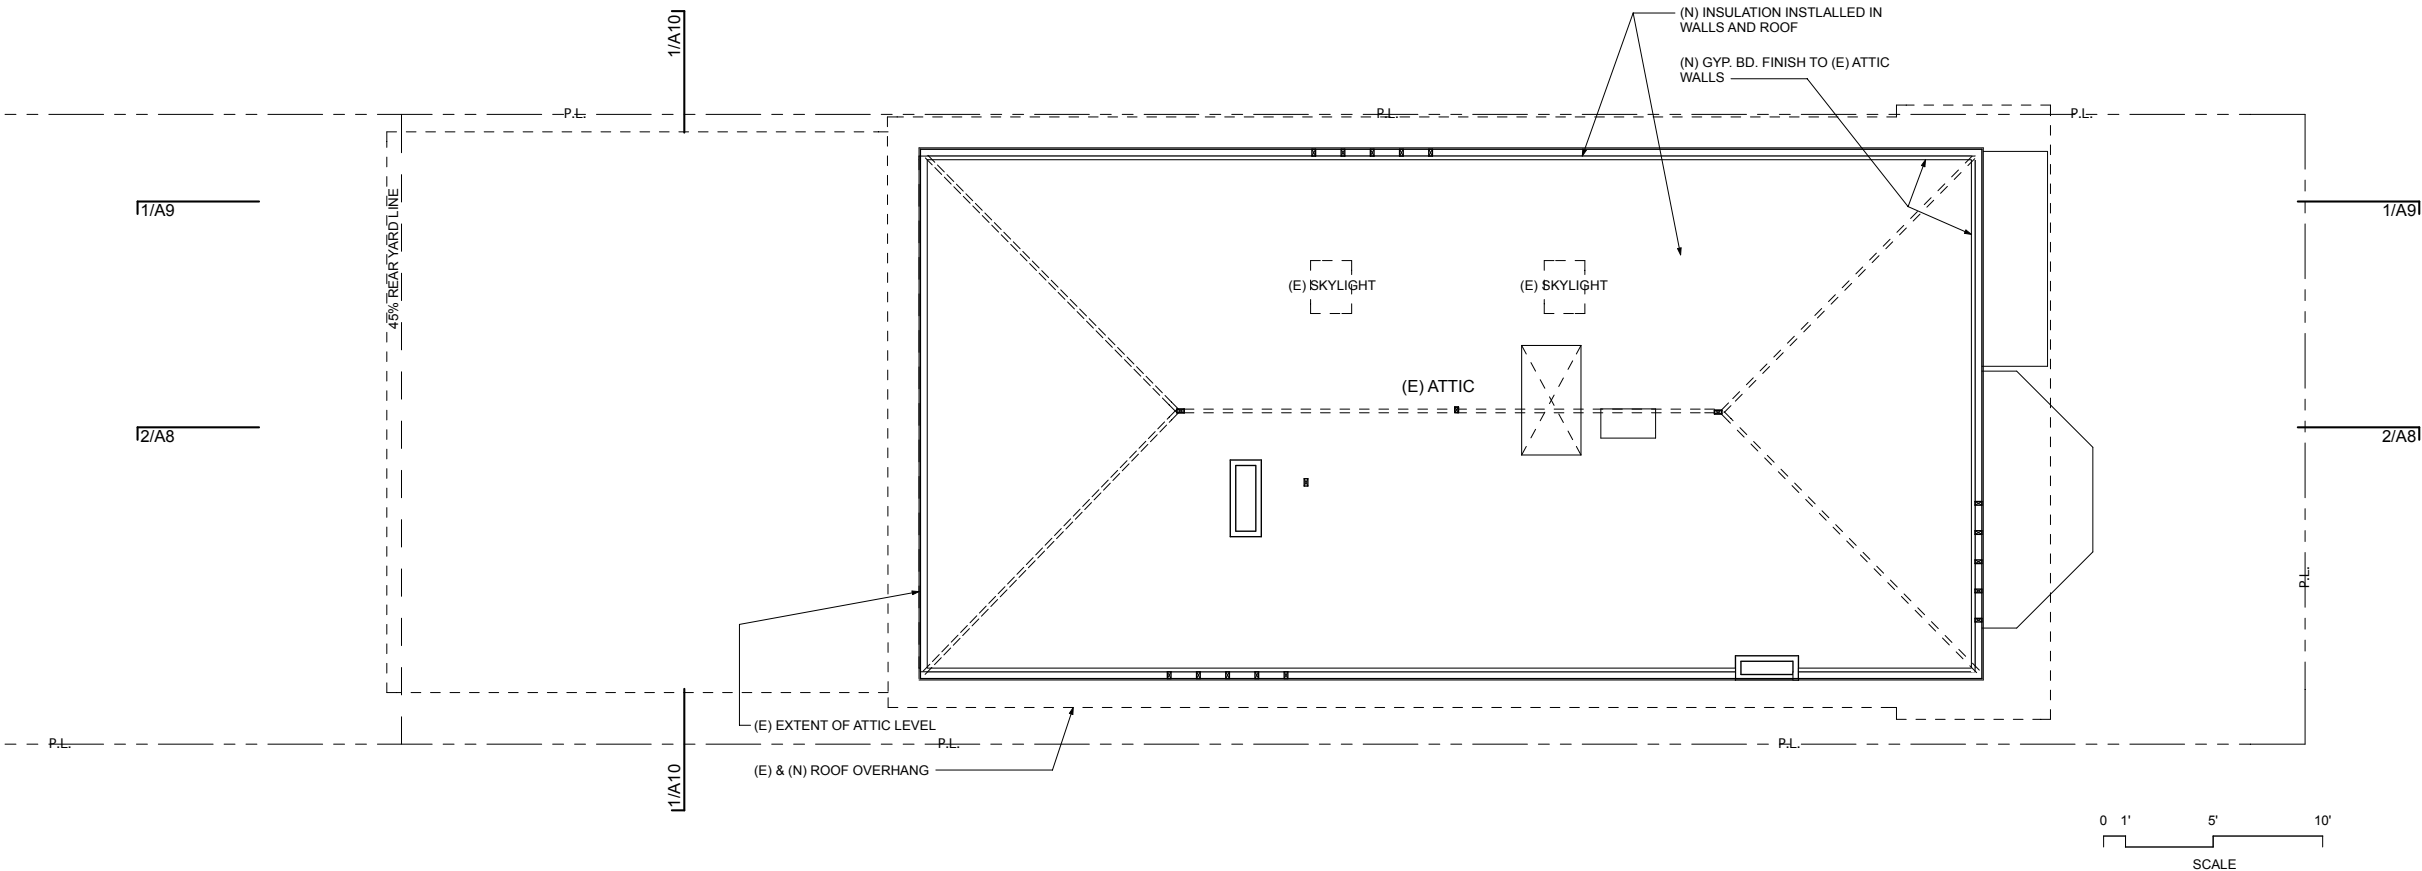 (N) INSULATION INSTLALLED IN
WALLS AND ROOF
1/A10
(N) GYP. BD. FINISH TO (E) ATTIC
WALLS
P.L.
P.L.
P.L.
1/A9
1/A9
45% REAR YARD LINE
(E) SKYLIGHT
(E) SKYLIGHT
(E) ATTIC
2/A8
2/A8
P.L.
(E) EXTENT OF ATTIC LEVEL
P.L.
P.L.
P.L.
(E) & (N) ROOF OVERHANG
1/A10
0 1' 5' 10'
SCALE